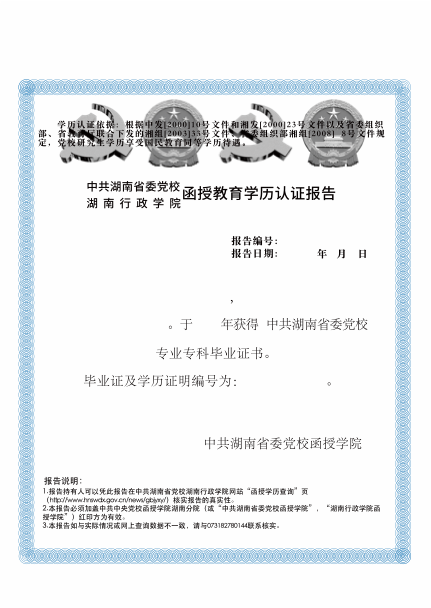 学历认证依据：根据中发[2000]10号文件和湘发[2000]23号文件以及省委组织
部、省教育厅联合下发的湘组[2003]33号文件、省委组织部湘组[2008] 8号文件规
定，党校研究生学历享受国民教育同等学历待遇。
中共湖南省委党校
湖南行政学院
函授教育学历认证报告
报告编号：
报告日期： 年 月 日
，
。于 年获得 中共湖南省委党校
专业专科毕业证书。
毕业证及学历证明编号为： 。
中共湖南省委党校函授学院
报告说明：
1.报告持有人可以凭此报告在中共湖南省党校湖南行政学院网站“函授学历查询”页
（http://www.hnswdx.gov.cn/news/gbjyxy/）核实报告的真实性。
2.本报告必须加盖中共中央党校函授学院湖南分院（或“中共湖南省委党校函授学院”，“湖南行政学院函
授学院”）红印方为有效。
3.本报告如与实际情况或网上查询数据不一致，请与073182780144联系核实。